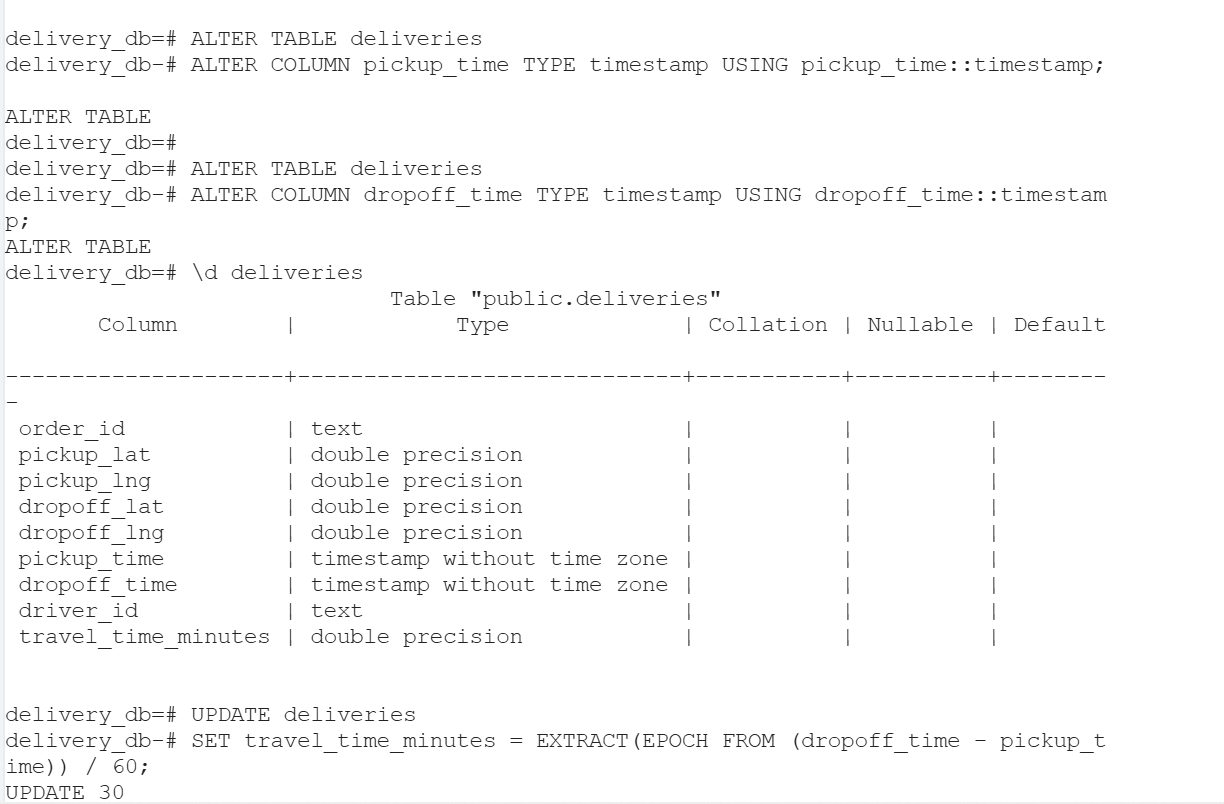 delivery_db=# ALTER TABLE deliveries
delivery_db-# ALTER COLUMN pickup_time TYPE timestamp USING pickup_time::timestamp;
ALTER TABLE
delivery_db=#
delivery_db=# ALTER TABLE deliveries
delivery_db-# ALTER COLUMN dropoff_time TYPE timestamp USING dropoff_time::timestam
p;
ALTER TABLE
delivery_db=# \d deliveries
                             Table "public.deliveries"
       Column        |            Type             | Collation | Nullable | Default
---------------------+-----------------------------+-----------+----------+--------
-
 order_id            | text                        |           |          |
 pickup_lat          | double precision            |           |          |
 pickup_lng          | double precision            |           |          |
 dropoff_lat         | double precision            |           |          |
 dropoff_lng         | double precision            |           |          |
 pickup_time         | timestamp without time zone |           |          |
 dropoff_time        | timestamp without time zone |           |          |
 driver_id           | text                        |           |          |
 travel_time_minutes | double precision            |           |          |
delivery_db=# UPDATE deliveries
delivery_db-# SET travel_time_minutes = EXTRACT(EPOCH FROM (dropoff_time - pickup_t
ime)) / 60;
UPDATE 30